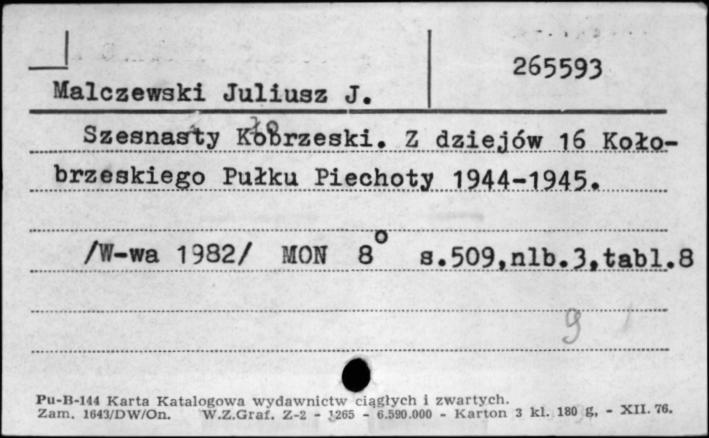 265593
Malczewski Juliusz J.
Szesnasty Kołobrzeski. Z dziejów 16 Koło-
brzeskiego Pułku Piechoty 1944-1945.
/W-wa 1982/ MON 8° s.509,nlb.3,tabl.8
9
Pu-B-144 Karta Katalogowa wydawnictw ciągłych i zwartych.
Zam. 1643/DW/On. W.Z.Graf. Z-2 - 1265 - 6.590.000 - Karton 3 kl. 180 g. - XII. 76.